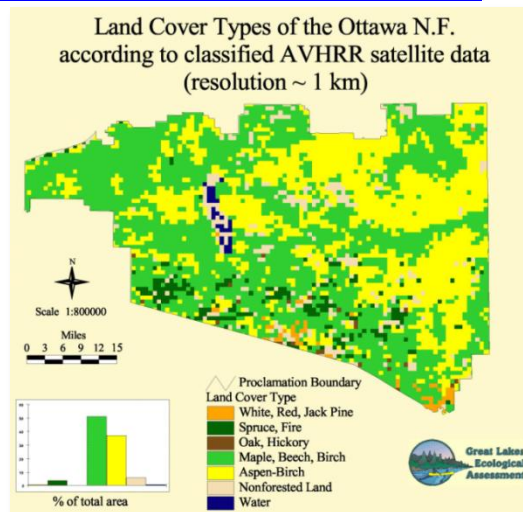 Land Cover Types of the Ottawa N.F.
according to classified AVHRR satellite data
(resolution ~ 1 km)
N
Scale 1:800000
Miles
0 3 6 9 12 15
Proclamation Boundary
Land Cover Type
White, Red, Jack Pine
Spruce, Fire
Oak, Hickory
Maple, Beech, Birch
Aspen-Birch
Nonforested Land
Water
% of total area
Great Lakes
Ecological
Assessment